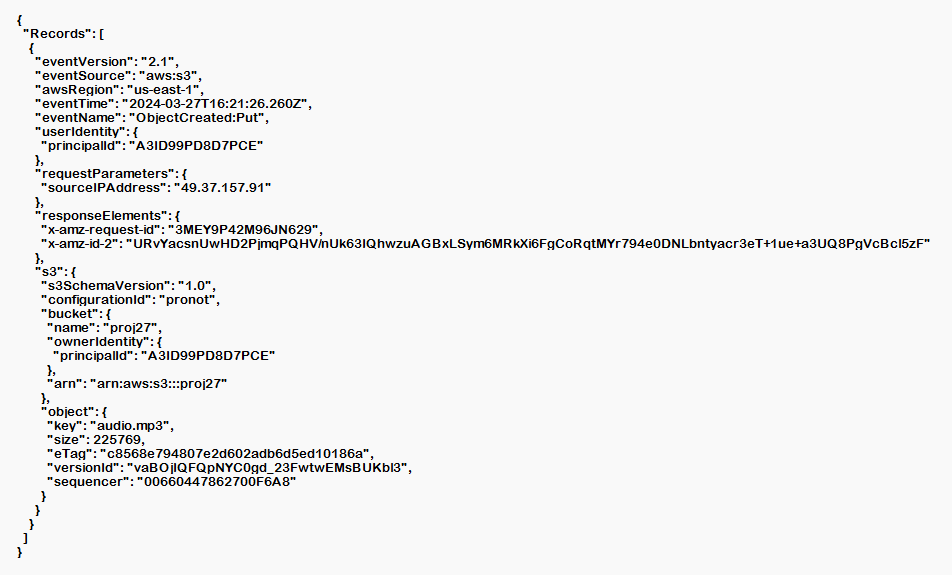 {
"Records": [
{
"eventVersion": "2.1",
"eventSource": "aws:s3",
"awsRegion": "us-east-1",
"eventTime": "2024-03-27T16:21:26.260Z",
"eventName": "ObjectCreated:Put",
"userIdentity": {
"principalId": "A3ID99PD8D7PCE"
},
"requestParameters": {
"sourceIPAddress": "49.37.157.91"
},
"responseElements": {
"x-amz-request-id": "3MEY9P42M96JN629",
"x-amz-id-2": "URvYacsnUwHD2PjmqPQHV/nUk63IQhwzuAGBxLSym6MRkXi6FgCoRqtMYr794e0DNLbntyacr3eT+1ue+a3UQ8PgVcBcI5zF"
},
"s3": {
"s3SchemaVersion": "1.0",
"configurationId": "pronot",
"bucket": {
"name": "proj27",
"ownerIdentity": {
"principalId": "A3ID99PD8D7PCE"
},
"arn": "arn:aws:s3:::proj27"
},
"object": {
"key": "audio.mp3",
"size": 225769,
"eTag": "c8568e794807e2d602adb6d5ed10186a",
"versionId": "vaBOjIQFQpNYC0gd_23FwtwEMsBUKbl3",
"sequencer": "00660447862700F6A8"
}
}
}
]
}